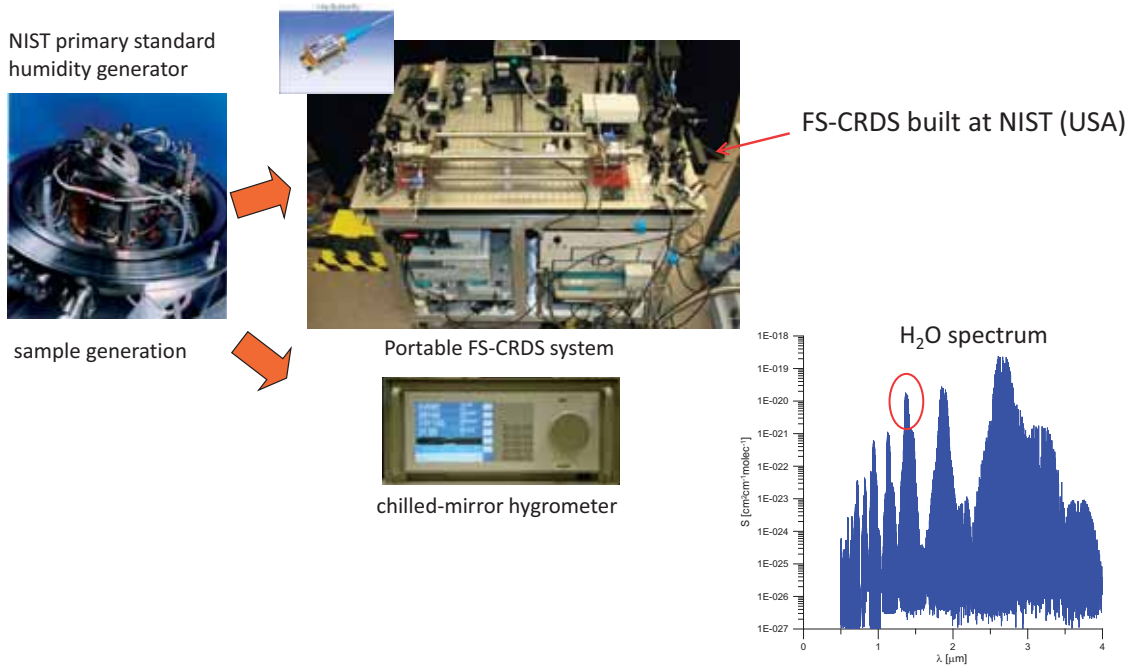 NIST primary standard
humidity generator
FS-CRDS built at NIST (USA)
sample generation
Portable FS-CRDS system
chilled-mirror hygrometer
H₂O spectrum
1E-018
1E-019
1E-020
1E-021
1E-022
1E-023
1E-024
1E-025
1E-026
1E-027
S [cm²cm⁻¹molec⁻¹]
0 1 2 3 4
λ [μm]